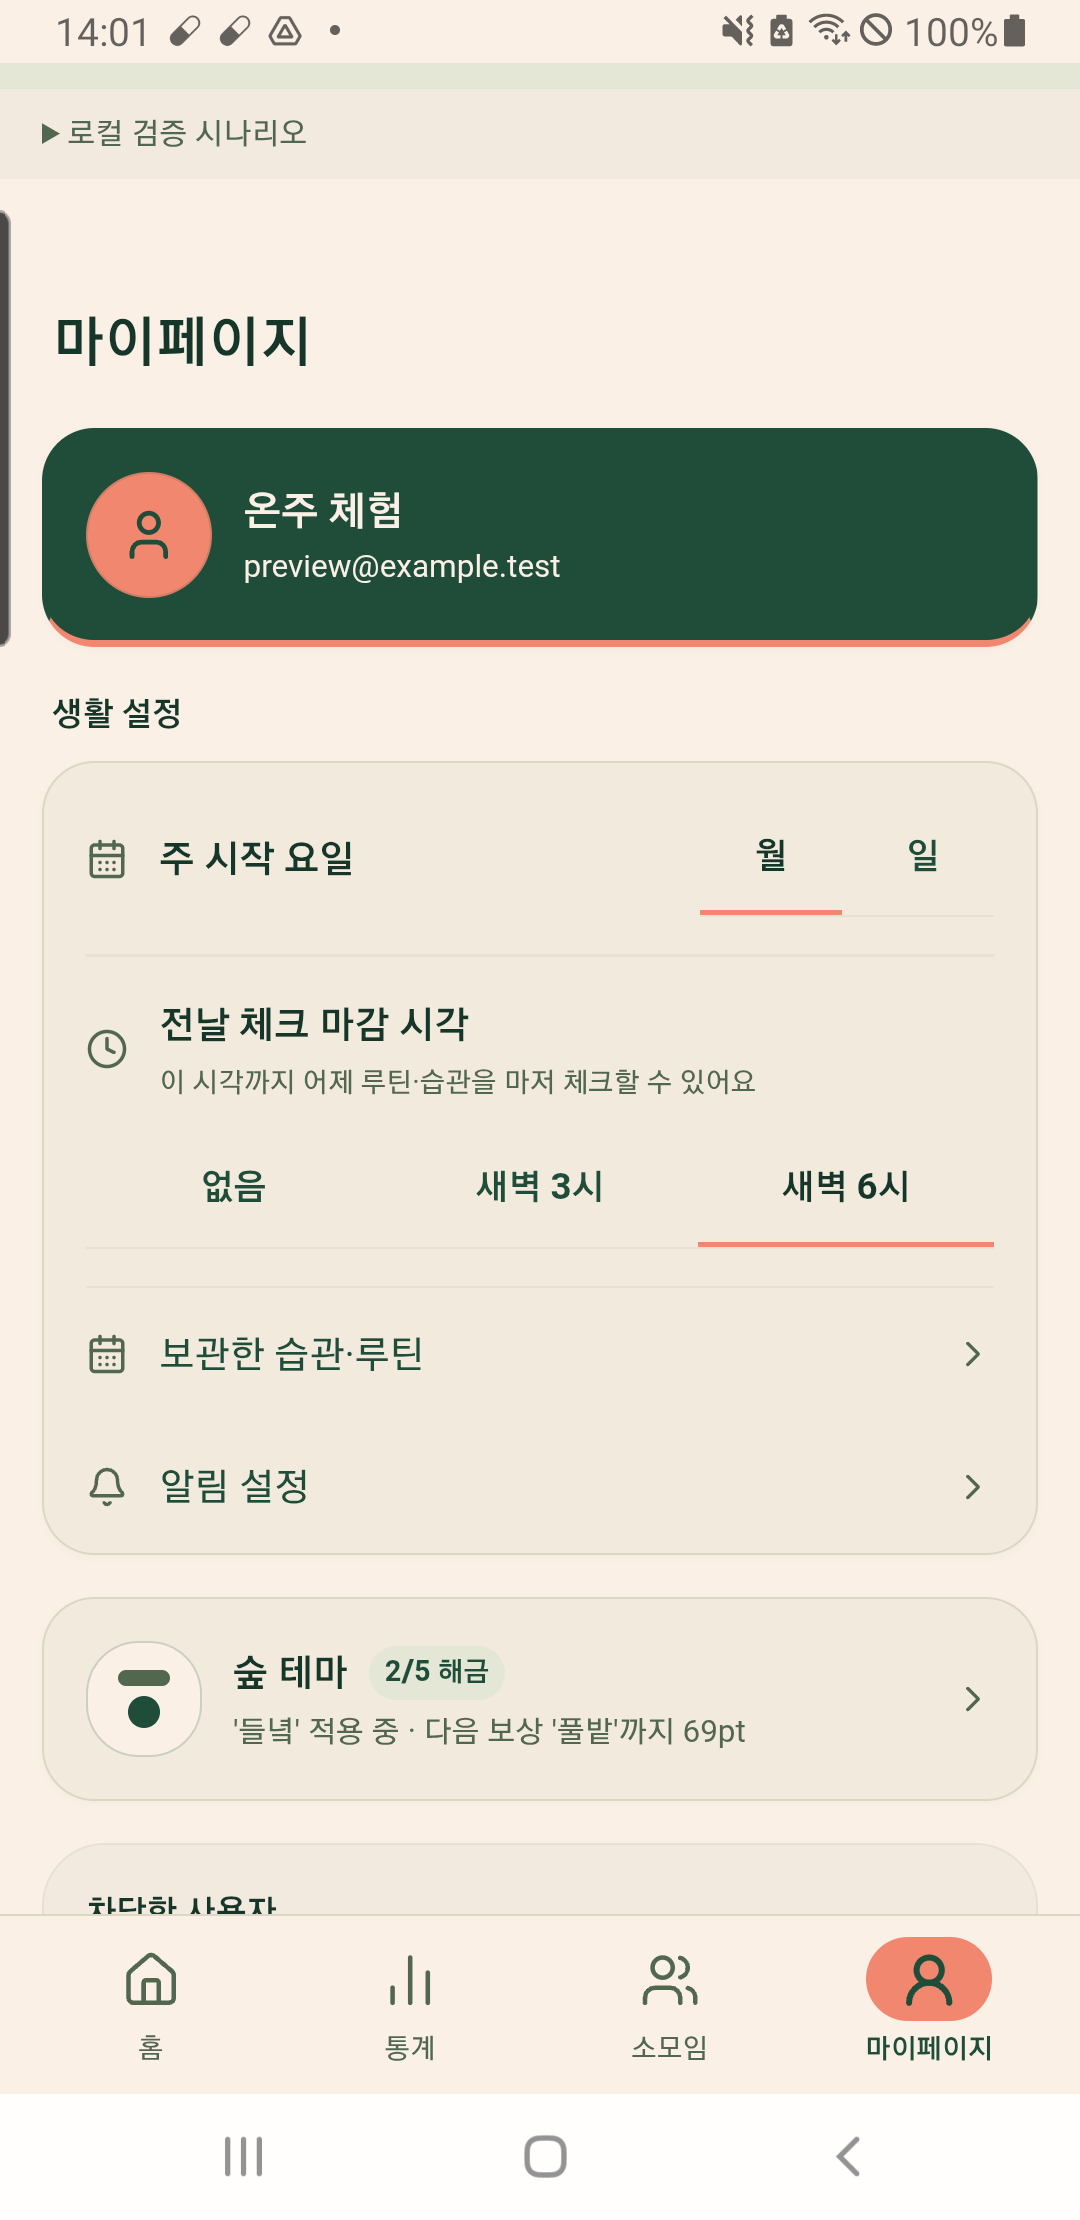 14:01
100%
▶ 로컬 검증 시나리오
마이페이지
온주 체험
preview@example.test
생활 설정
주 시작 요일
월 일
전날 체크 마감 시각
이 시각까지 어제 루틴·습관을 마저 체크할 수 있어요
없음 새벽 3시 새벽 6시
보관한 습관·루틴
알림 설정
숲 테마 2/5 해금
'들녘' 적용 중 · 다음 보상 '풀밭'까지 69pt
차단한 사용자
홈 통계 소모임 마이페이지